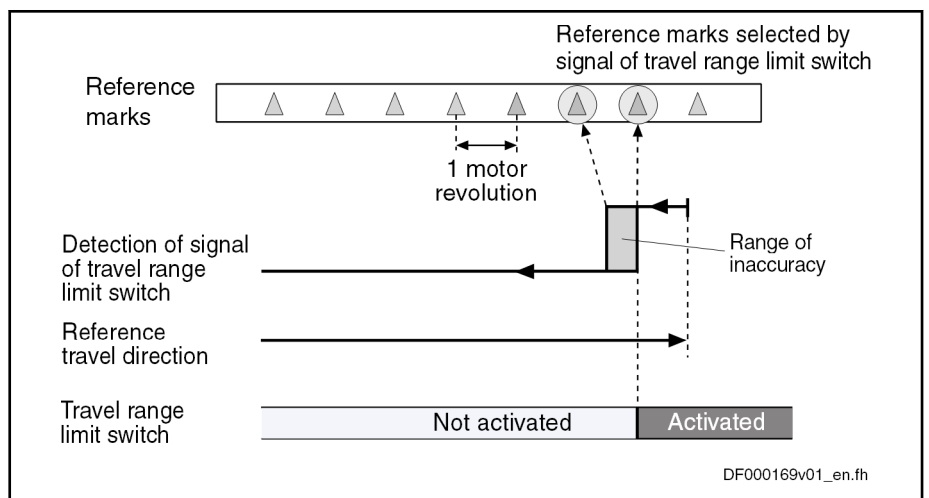 Reference marks selected by
signal of travel range limit switch
Reference
marks
1 motor
revolution
Detection of signal
of travel range
limit switch
Range of
inaccuracy
Reference
travel direction
Travel range
limit switch
Not activated
Activated
DF000169v01_en.fh